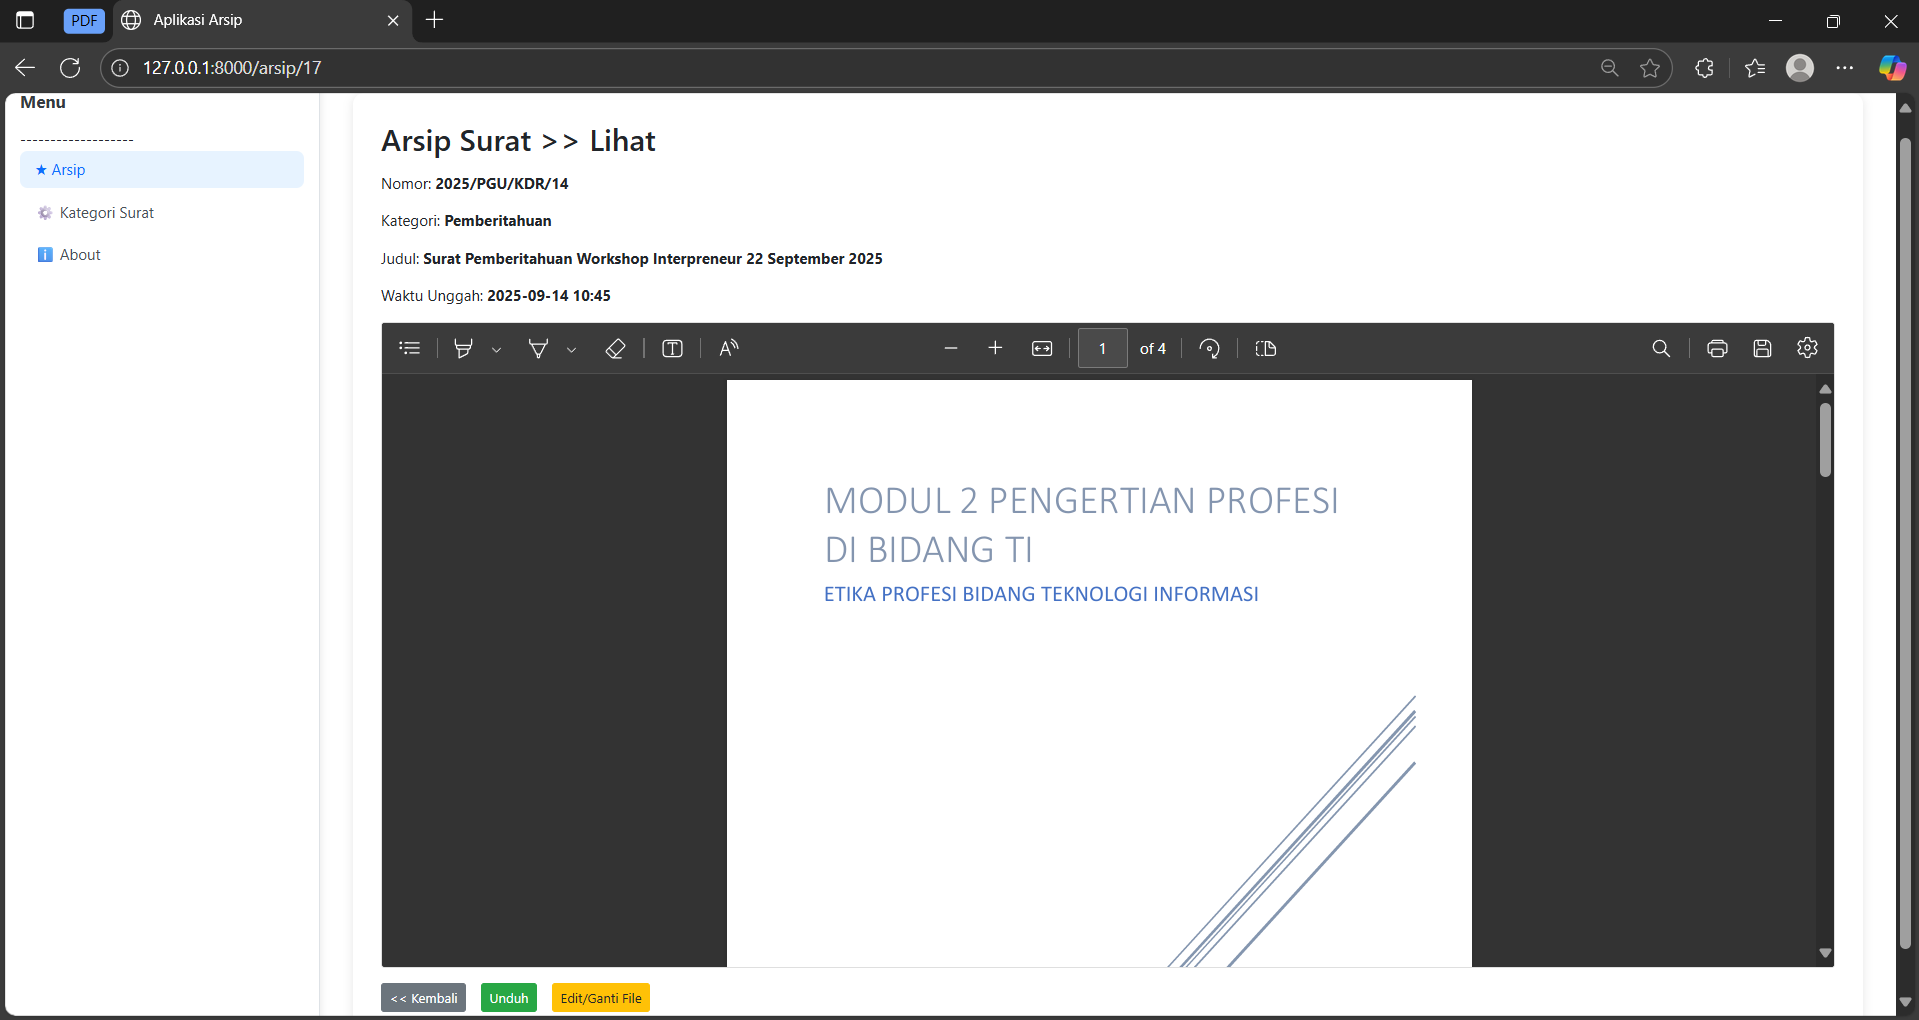 PDF
Aplikasi Arsip
127.0.0.1:8000/arsip/17
Menu
-------------------
★ Arsip
Kategori Surat
About
Arsip Surat >> Lihat
Nomor: 2025/PGU/KDR/14
Kategori: Pemberitahuan
Judul: Surat Pemberitahuan Workshop Interpreneur 22 September 2025
Waktu Unggah: 2025-09-14 10:45
1 of 4
MODUL 2 PENGERTIAN PROFESI
DI BIDANG TI
ETIKA PROFESI BIDANG TEKNOLOGI INFORMASI
<< Kembali
Unduh
Edit/Ganti File